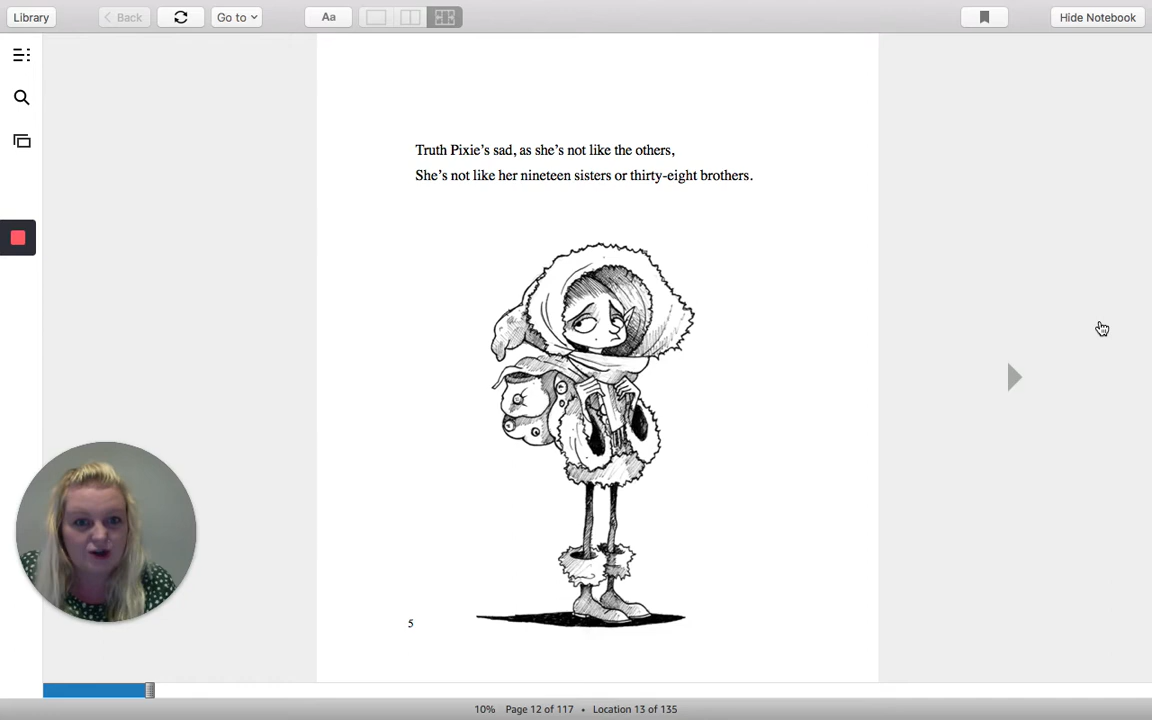 Library Back Go to Aa Hide Notebook
Truth Pixie's sad, as she's not like the others,
She's not like her nineteen sisters or thirty-eight brothers.
5
10% Page 12 of 117 • Location 13 of 135